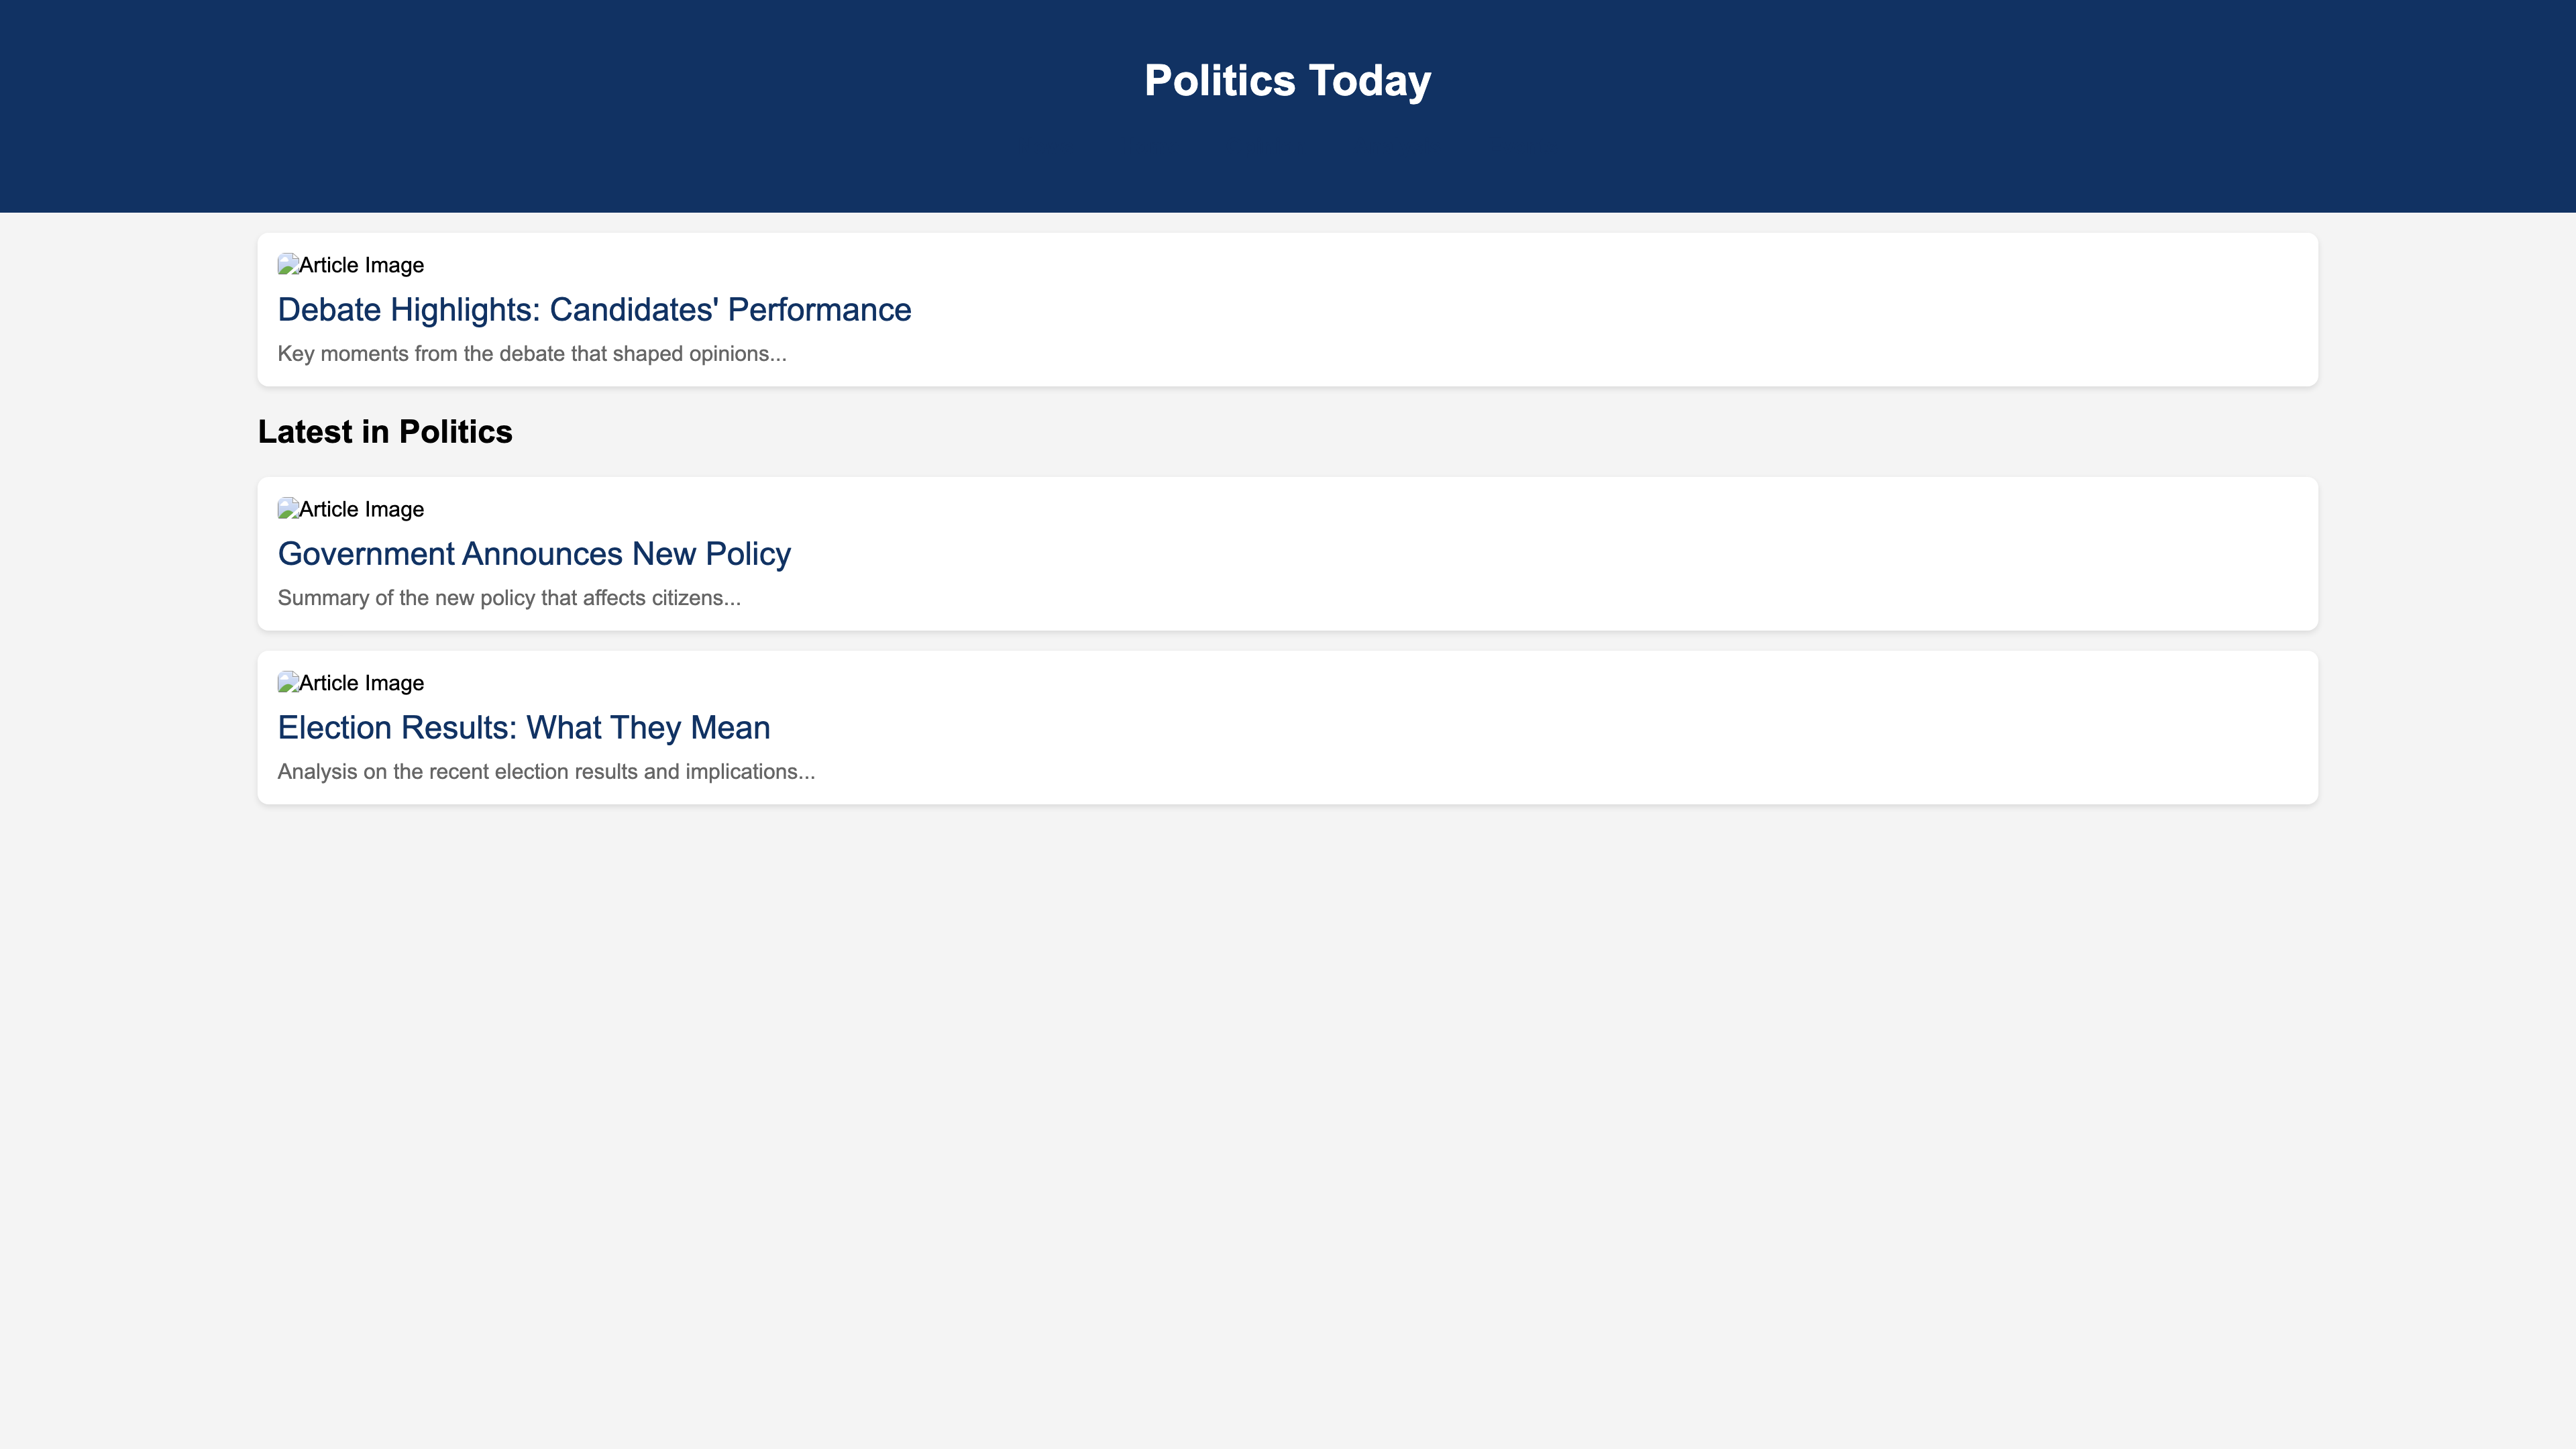 Politics Today
Article Image
Debate Highlights: Candidates' Performance
Key moments from the debate that shaped opinions...
Latest in Politics
Article Image
Government Announces New Policy
Summary of the new policy that affects citizens...
Article Image
Election Results: What They Mean
Analysis on the recent election results and implications...